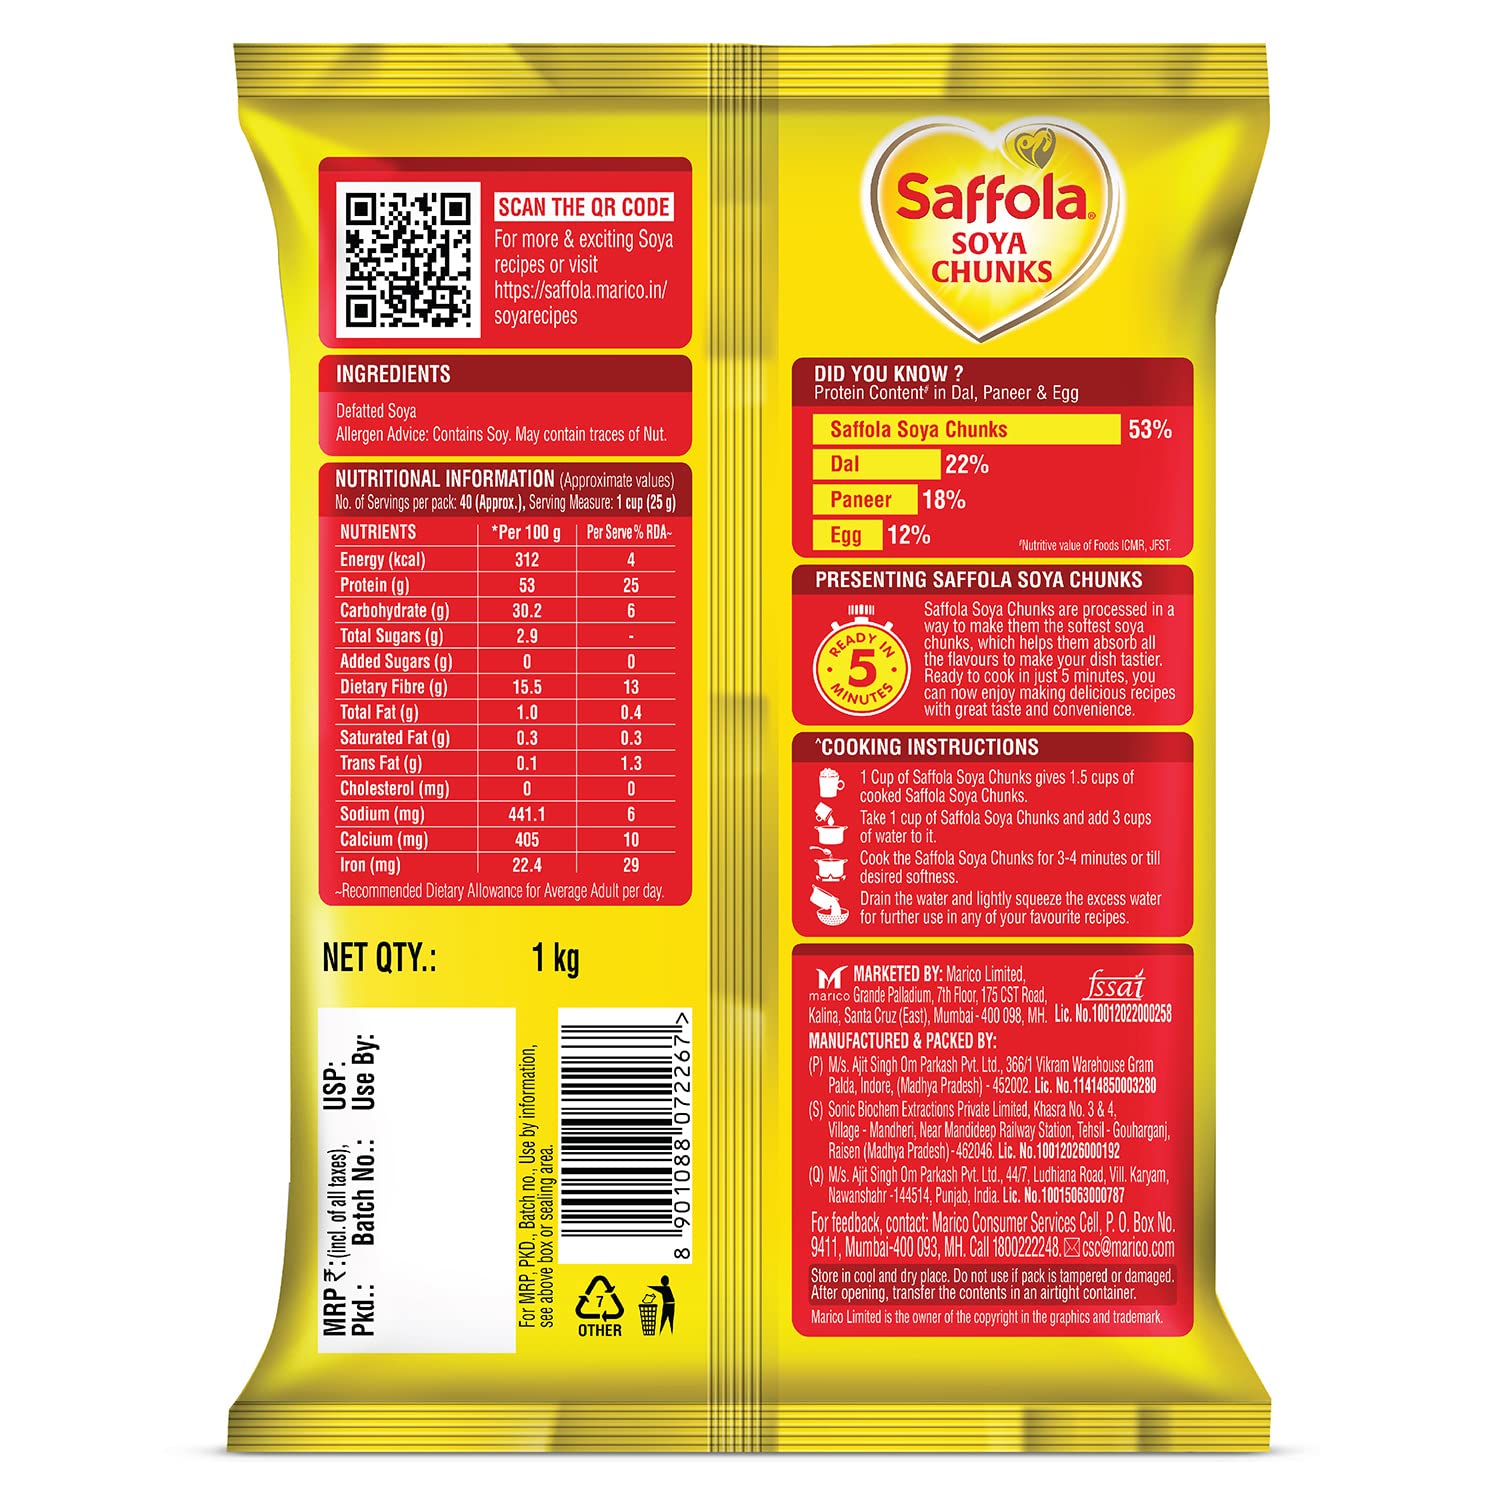 SCAN THE QR CODE
For more & exciting Soya
recipes or visit
https://saffola.marico.in/
soyarecipes
INGREDIENTS
Defatted Soya
Allergen Advice: Contains Soy. May contain traces of Nut.
NUTRITIONAL INFORMATION (Approximate values)
No. of Servings per pack: 40 (Approx.), Serving Measure: 1 cup (25 g)
NUTRIENTS *Per 100 g Per Serve % RDA~
Energy (kcal) 312 4
Protein (g) 53 25
Carbohydrate (g) 30.2 6
Total Sugars (g) 2.9 -
Added Sugars (g) 0 0
Dietary Fibre (g) 15.5 13
Total Fat (g) 1.0 0.4
Saturated Fat (g) 0.3 0.3
Trans Fat (g) 0.1 1.3
Cholesterol (mg) 0 0
Sodium (mg) 441.1 6
Calcium (mg) 405 10
Iron (mg) 22.4 29
~Recommended Dietary Allowance for Average Adult per day.
NET QTY.: 1 kg
MRP ₹:(incl. of all taxes), USP:
Pkd.: Batch No.: Use By:
For MRP, PKD., Batch no., Use by information,
see above box or sealing area.
8 901088 072267 >
7
OTHER
Saffola®
SOYA
CHUNKS
DID YOU KNOW ?
Protein Content# in Dal, Paneer & Egg
Saffola Soya Chunks 53%
Dal 22%
Paneer 18%
Egg 12%
#Nutritive value of Foods ICMR, JFST.
PRESENTING SAFFOLA SOYA CHUNKS
READY IN
5
MINUTES
Saffola Soya Chunks are processed in a
way to make them the softest soya
chunks, which helps them absorb all
the flavours to make your dish tastier.
Ready to cook in just 5 minutes, you
can now enjoy making delicious recipes
with great taste and convenience.
^COOKING INSTRUCTIONS
1 Cup of Saffola Soya Chunks gives 1.5 cups of
cooked Saffola Soya Chunks.
Take 1 cup of Saffola Soya Chunks and add 3 cups
of water to it.
Cook the Saffola Soya Chunks for 3-4 minutes or till
desired softness.
Drain the water and lightly squeeze the excess water
for further use in any of your favourite recipes.
marico
MARKETED BY: Marico Limited,
Grande Palladium, 7th Floor, 175 CST Road,
Kalina, Santa Cruz (East), Mumbai - 400 098, MH.
fssai
Lic. No.10012022000258
MANUFACTURED & PACKED BY:
(P) M/s. Ajit Singh Om Parkash Pvt. Ltd., 366/1 Vikram Warehouse Gram
Palda, Indore, (Madhya Pradesh) - 452002. Lic. No.11414850003280
(S) Sonic Biochem Extractions Private Limited, Khasra No. 3 & 4,
Village - Mandheri, Near Mandideep Railway Station, Tehsil - Gouharganj,
Raisen (Madhya Pradesh) - 462046. Lic. No.10012026000192
(Q) M/s. Ajit Singh Om Parkash Pvt. Ltd., 44/7, Ludhiana Road, Vill. Karyam,
Nawanshahr -144514, Punjab, India. Lic. No.10015063000787
For feedback, contact: Marico Consumer Services Cell, P. O. Box No.
9411, Mumbai-400 093, MH. Call 1800222248. csc@marico.com
Store in cool and dry place. Do not use if pack is tampered or damaged.
After opening, transfer the contents in an airtight container.
Marico Limited is the owner of the copyright in the graphics and trademark.